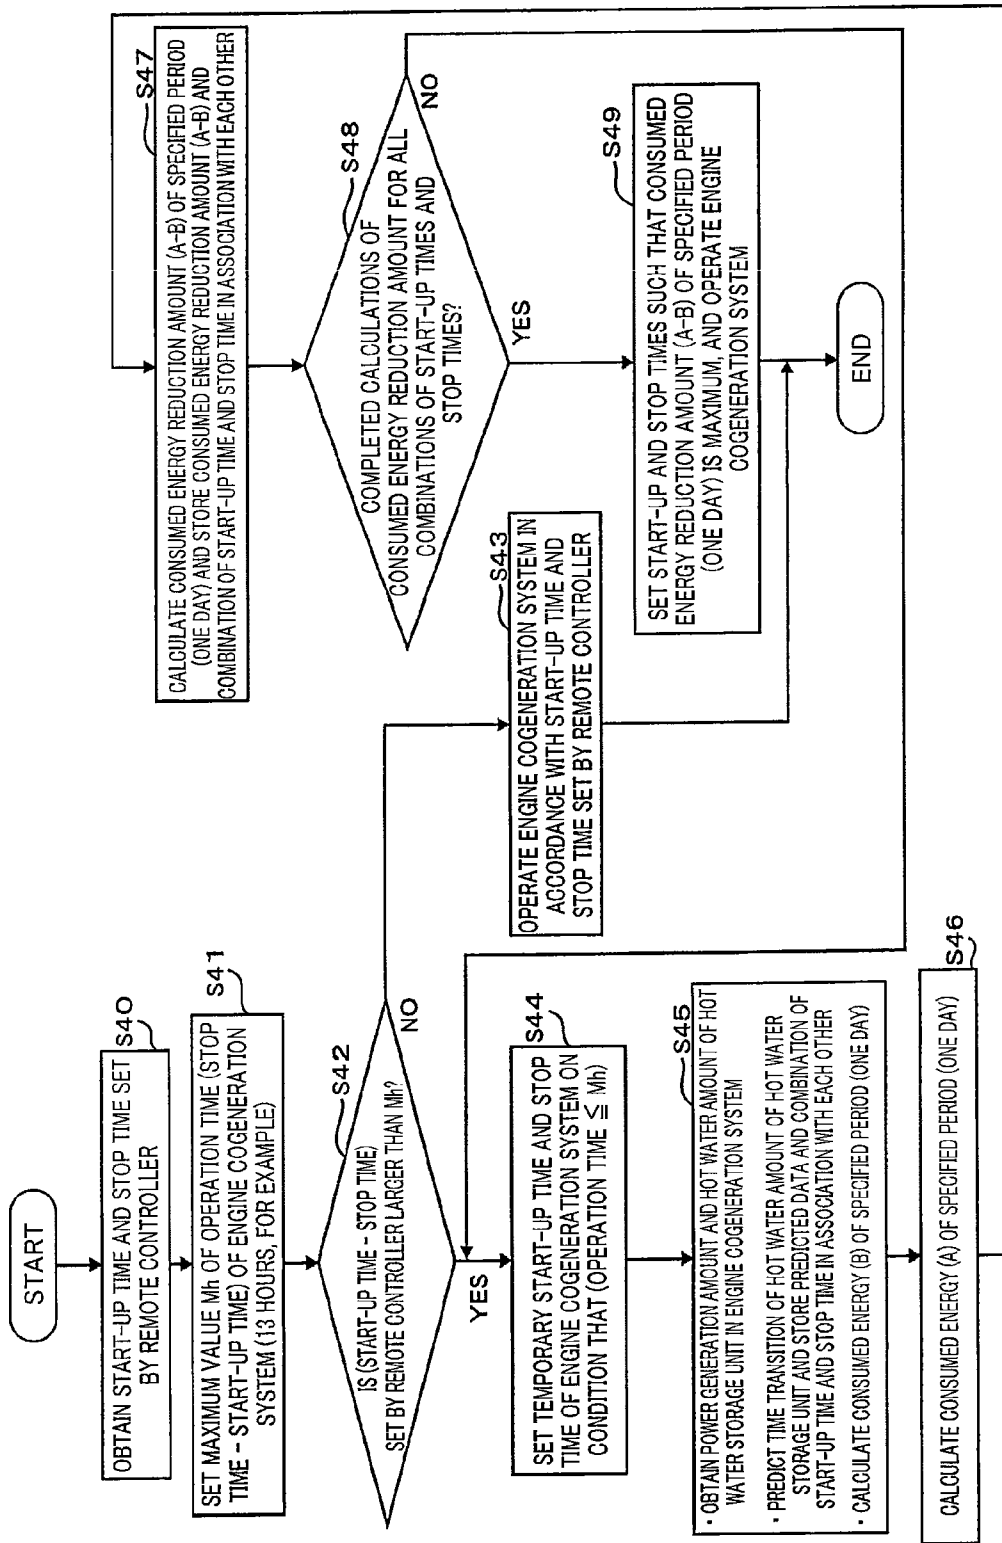 START
S40
OBTAIN START-UP TIME AND STOP TIME SET
BY REMOTE CONTROLLER
S41
SET MAXIMUM VALUE Mh OF OPERATION TIME (STOP
TIME - START-UP TIME) OF ENGINE COGENERATION
SYSTEM (13 HOURS, FOR EXAMPLE)
S42
IS (START-UP TIME - STOP TIME)
SET BY REMOTE CONTROLLER LARGER THAN Mh?
NO
YES
S43
OPERATE ENGINE COGENERATION SYSTEM IN
ACCORDANCE WITH START-UP TIME AND
STOP TIME SET BY REMOTE CONTROLLER
S44
SET TEMPORARY START-UP TIME AND STOP
TIME OF ENGINE COGENERATION SYSTEM ON
CONDITION THAT (OPERATION TIME ≦ Mh)
S45
· OBTAIN POWER GENERATION AMOUNT AND HOT WATER AMOUNT OF HOT
WATER STORAGE UNIT IN ENGINE COGENERATION SYSTEM
· PREDICT TIME TRANSITION OF HOT WATER AMOUNT OF HOT WATER
STORAGE UNIT AND STORE PREDICTED DATA AND COMBINATION OF
START-UP TIME AND STOP TIME IN ASSOCIATION WITH EACH OTHER
· CALCULATE CONSUMED ENERGY (B) OF SPECIFIED PERIOD (ONE DAY)
S46
CALCULATE CONSUMED ENERGY (A) OF SPECIFIED PERIOD (ONE DAY)
S47
CALCULATE CONSUMED ENERGY REDUCTION AMOUNT (A-B) OF SPECIFIED PERIOD
(ONE DAY) AND STORE CONSUMED ENERGY REDUCTION AMOUNT (A-B) AND
COMBINATION OF START-UP TIME AND STOP TIME IN ASSOCIATION WITH EACH OTHER
S48
COMPLETED CALCULATIONS OF
CONSUMED ENERGY REDUCTION AMOUNT FOR ALL
COMBINATIONS OF START-UP TIMES AND
STOP TIMES?
NO
YES
S49
SET START-UP AND STOP TIMES SUCH THAT CONSUMED
ENERGY REDUCTION AMOUNT (A-B) OF SPECIFIED PERIOD
(ONE DAY) IS MAXIMUM, AND OPERATE ENGINE
COGENERATION SYSTEM
END